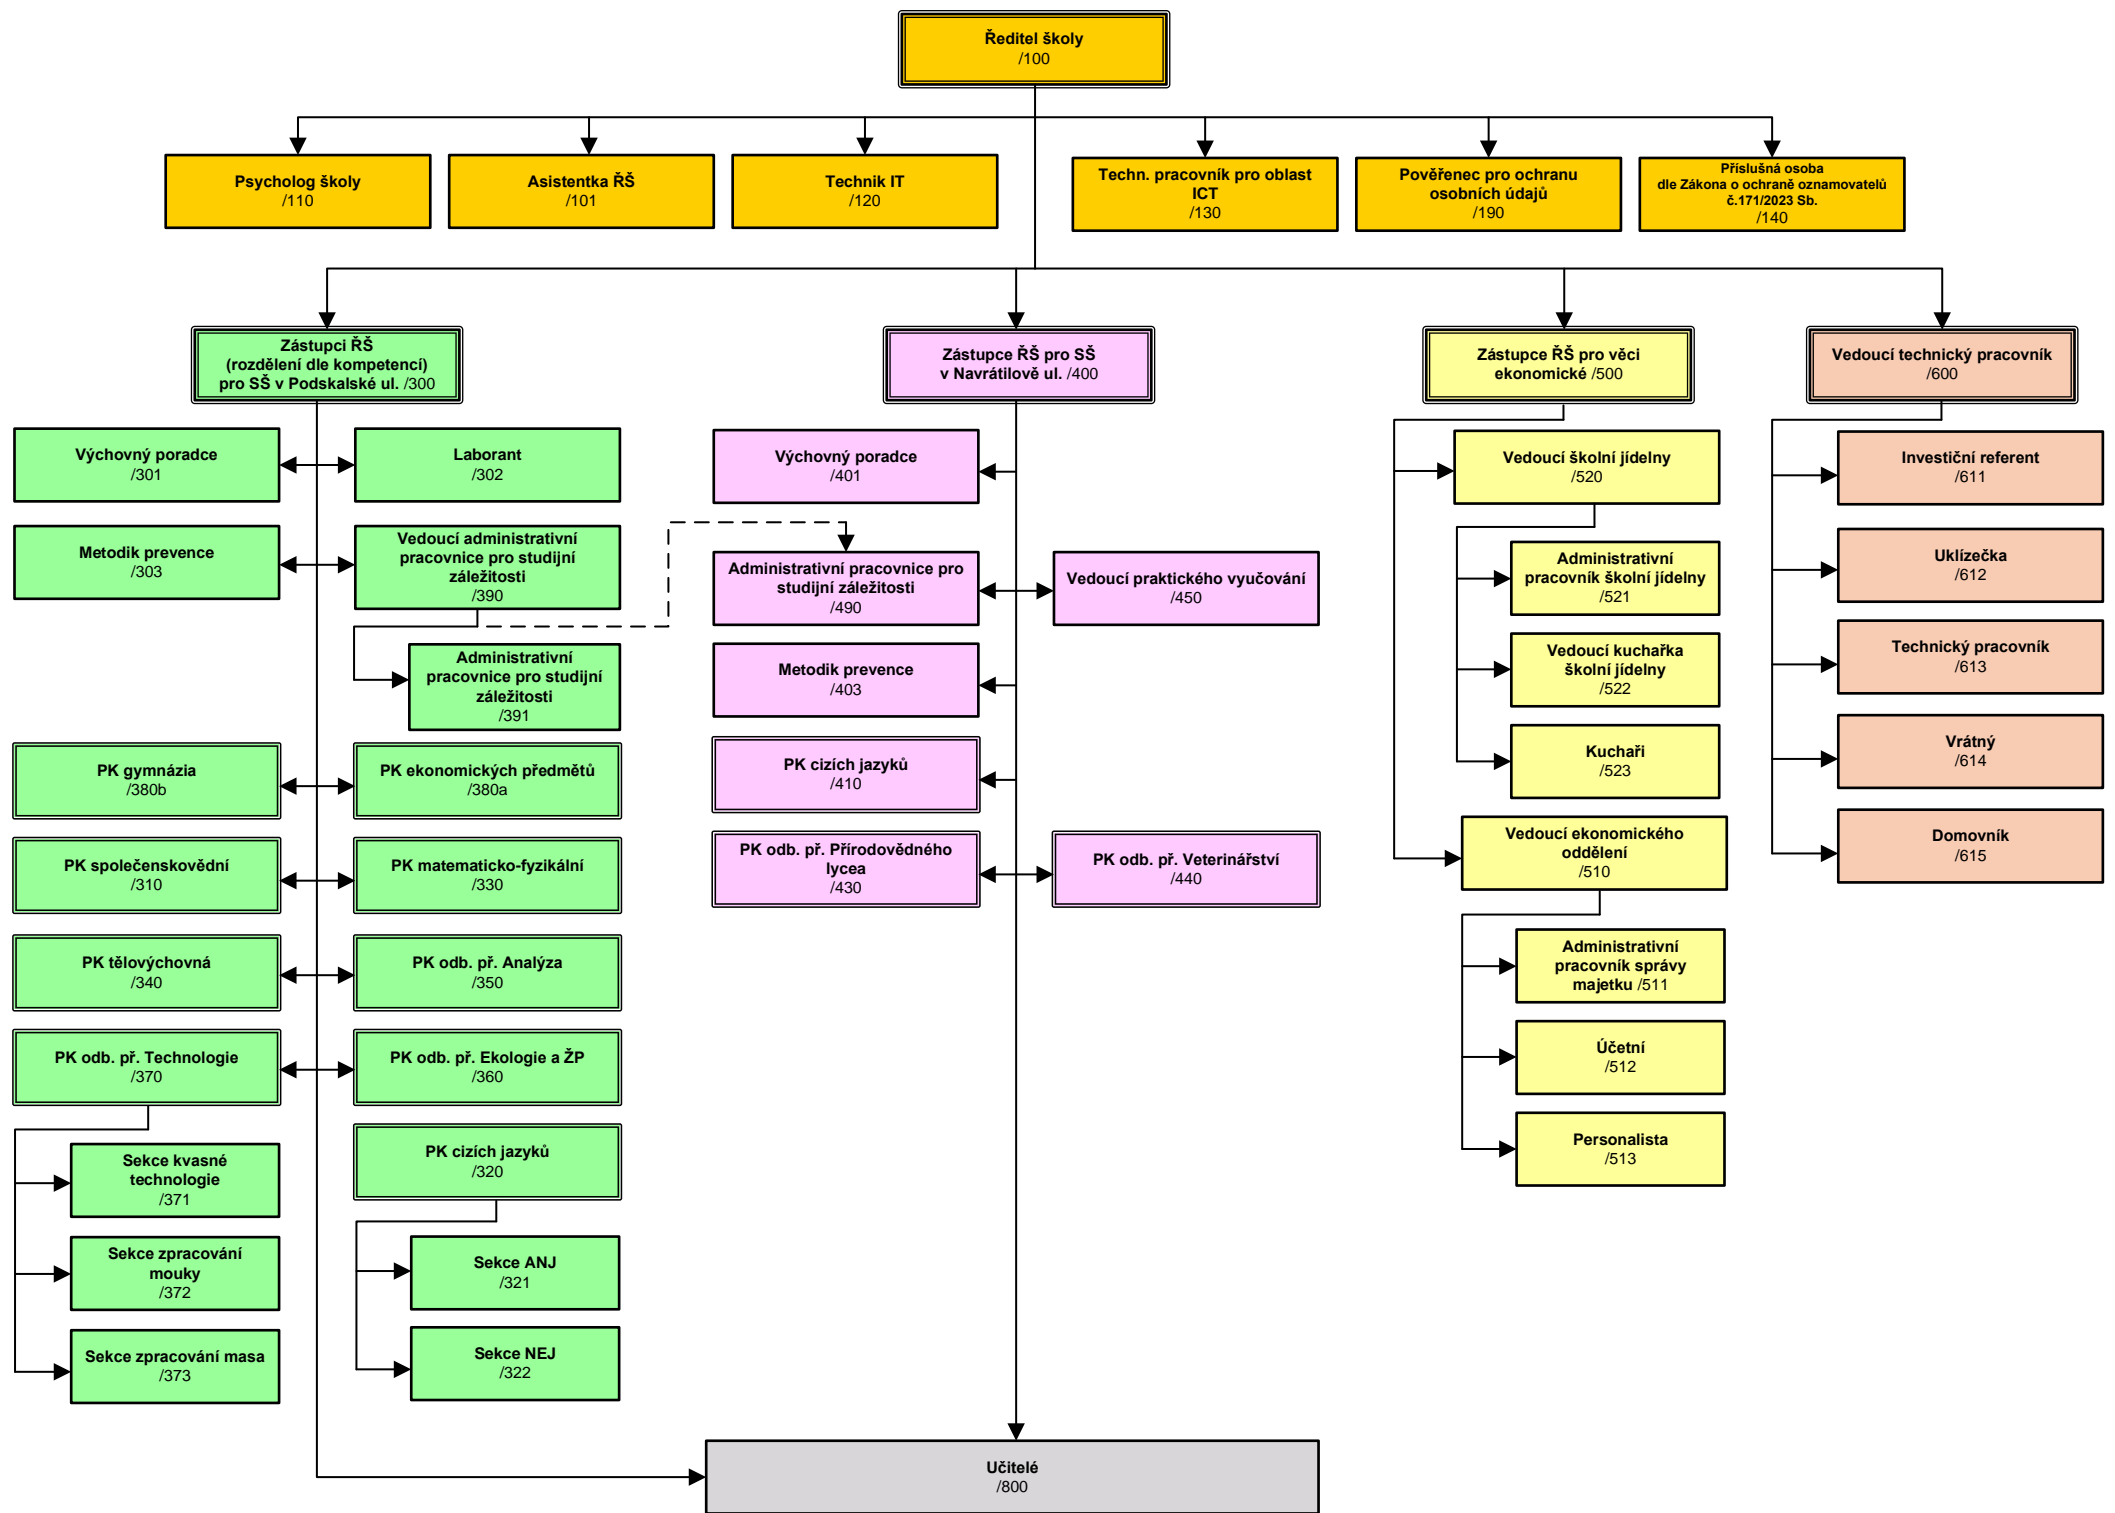 Ředitel školy
/100
Psycholog školy
/110
Asistentka ŘŠ
/101
Technik IT
/120
Techn. pracovník pro oblast
ICT
/130
Pověřenec pro ochranu
osobních údajů
/190
Příslušná osoba
dle Zákona o ochraně oznamovatelů
č.171/2023 Sb.
/140
Zástupci ŘŠ
(rozdělení dle kompetencí)
pro SŠ v Podskalské ul. /300
Zástupce ŘŠ pro SŠ
v Navrátilově ul. /400
Zástupce ŘŠ pro věci
ekonomické /500
Vedoucí technický pracovník
/600
Výchovný poradce
/301
Laborant
/302
Metodik prevence
/303
Vedoucí administrativní
pracovnice pro studijní
záležitosti
/390
Administrativní
pracovnice pro studijní
záležitosti
/391
PK gymnázia
/380b
PK ekonomických předmětů
/380a
PK společenskovědní
/310
PK matematicko-fyzikální
/330
PK tělovýchovná
/340
PK odb. př. Analýza
/350
PK odb. př. Technologie
/370
PK odb. př. Ekologie a ŽP
/360
Sekce kvasné
technologie
/371
Sekce zpracování
mouky
/372
Sekce zpracování masa
/373
PK cizích jazyků
/320
Sekce ANJ
/321
Sekce NEJ
/322
Výchovný poradce
/401
Administrativní pracovnice pro
studijní záležitosti
/490
Vedoucí praktického vyučování
/450
Metodik prevence
/403
PK cizích jazyků
/410
PK odb. př. Přírodovědného
lycea
/430
PK odb. př. Veterinářství
/440
Vedoucí školní jídelny
/520
Administrativní
pracovník školní jídelny
/521
Vedoucí kuchařka
školní jídelny
/522
Kuchaři
/523
Vedoucí ekonomického
oddělení
/510
Administrativní
pracovník správy
majetku /511
Účetní
/512
Personalista
/513
Investiční referent
/611
Uklízečka
/612
Technický pracovník
/613
Vrátný
/614
Domovník
/615
Učitelé
/800